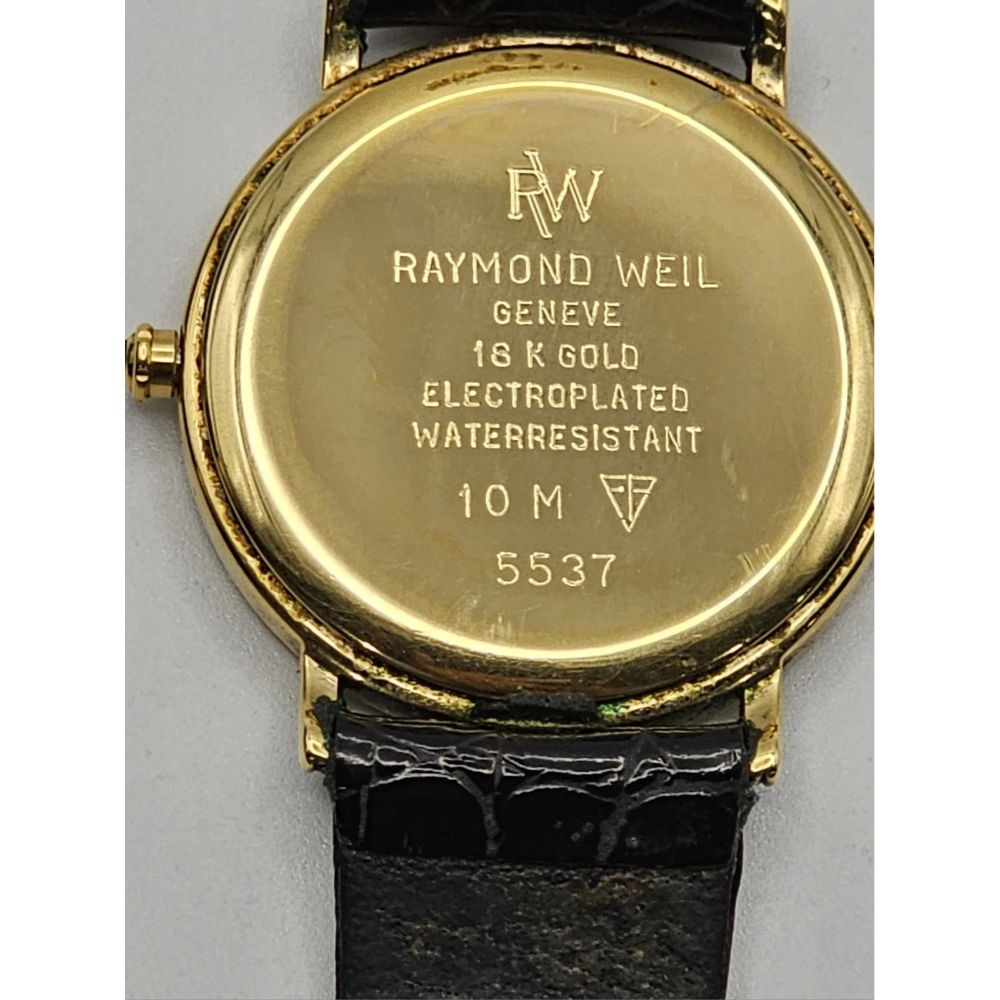 RW
RAYMOND WEIL
GENEVE
18 K GOLD
ELECTROPLATED
WATERRESISTANT
10 M
5537